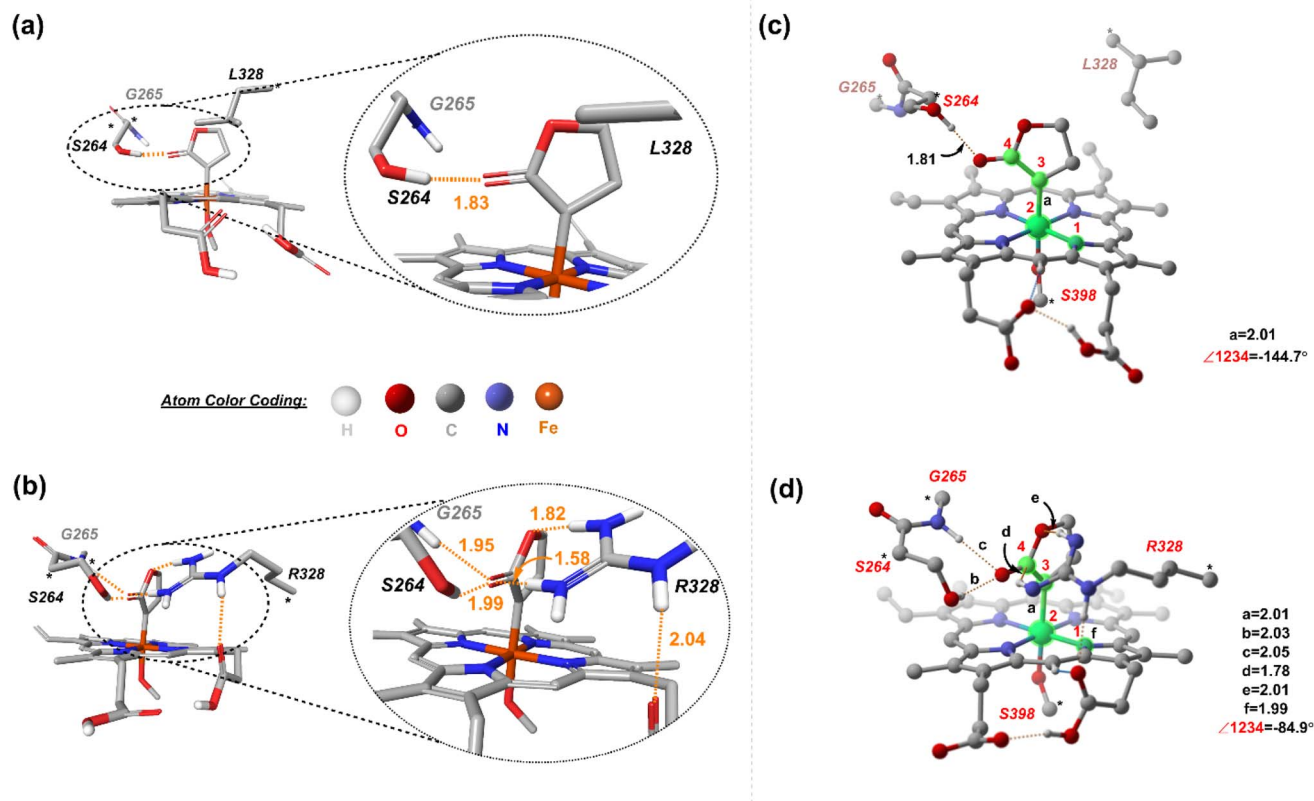 (a)
L328
*
G265
*
*
S264
G265
L328
S264
1.83
Atom Color Coding:
H O C N Fe
(b)
G265
*
*
S264
R328
*
G265
1.82
1.95
1.58
S264
1.99
R328
2.04
(c)
*
L328
G265
*
*
S264
1.81
4
3
a
2
1
S398
*
a=2.01
∠1234=-144.7°
(d)
G265
*
e
d
S264
*
c
4
R328
3
*
b
a
2
1
f
S398
*
a=2.01
b=2.03
c=2.05
d=1.78
e=2.01
f=1.99
∠1234=-84.9°